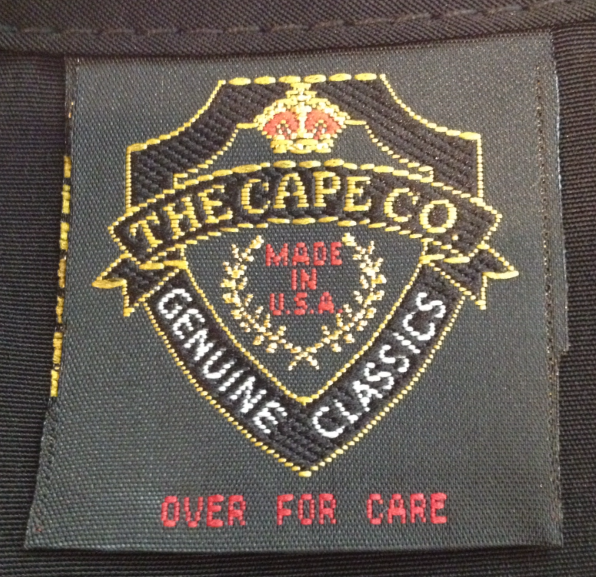 THE CAPE CO.
MADE
IN
U.S.A.
GENUINE CLASSICS
OVER FOR CARE